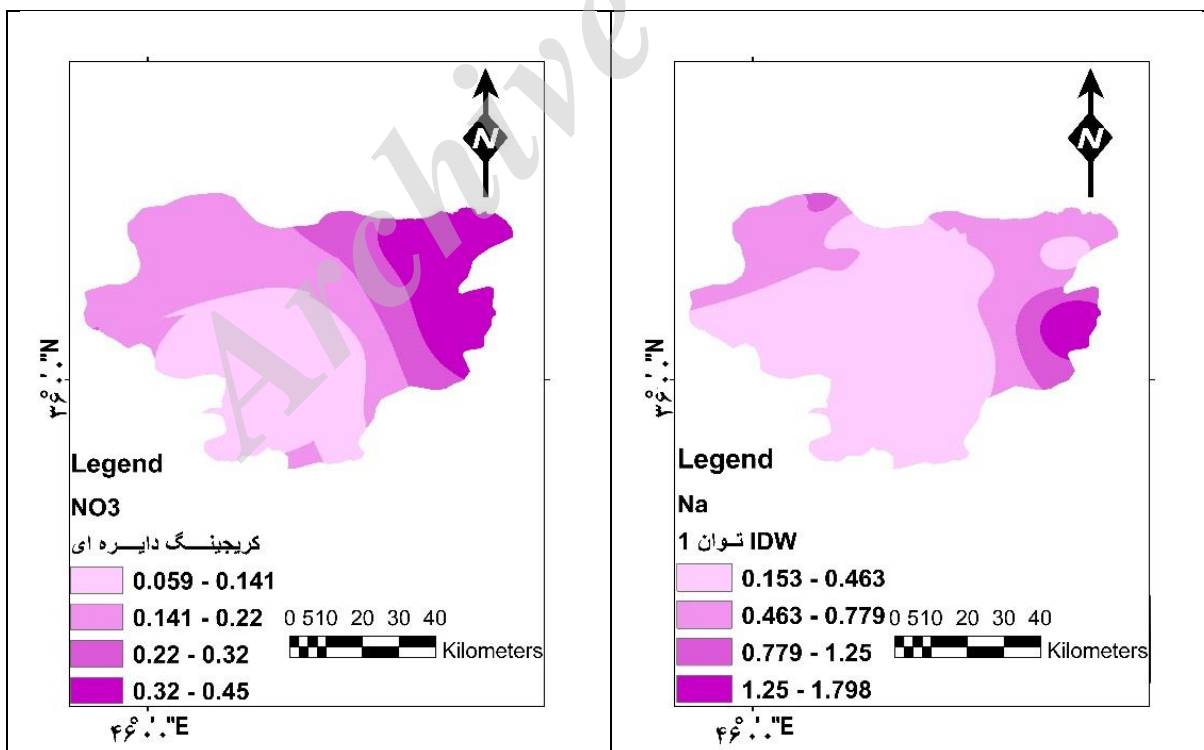 Archive
N
۳۶°۰'۰"N
Legend
NO3
کریجینگ دایره ای
0.059 - 0.141
0.141 - 0.22
0.22 - 0.32
0.32 - 0.45
0 510 20 30 40
Kilometers
۴۶°۰'۰"E
N
۳۶°۰'۰"N
Legend
Na
IDW توان 1
0.153 - 0.463
0.463 - 0.779
0.779 - 1.25
1.25 - 1.798
0 510 20 30 40
Kilometers
۴۶°۰'۰"E